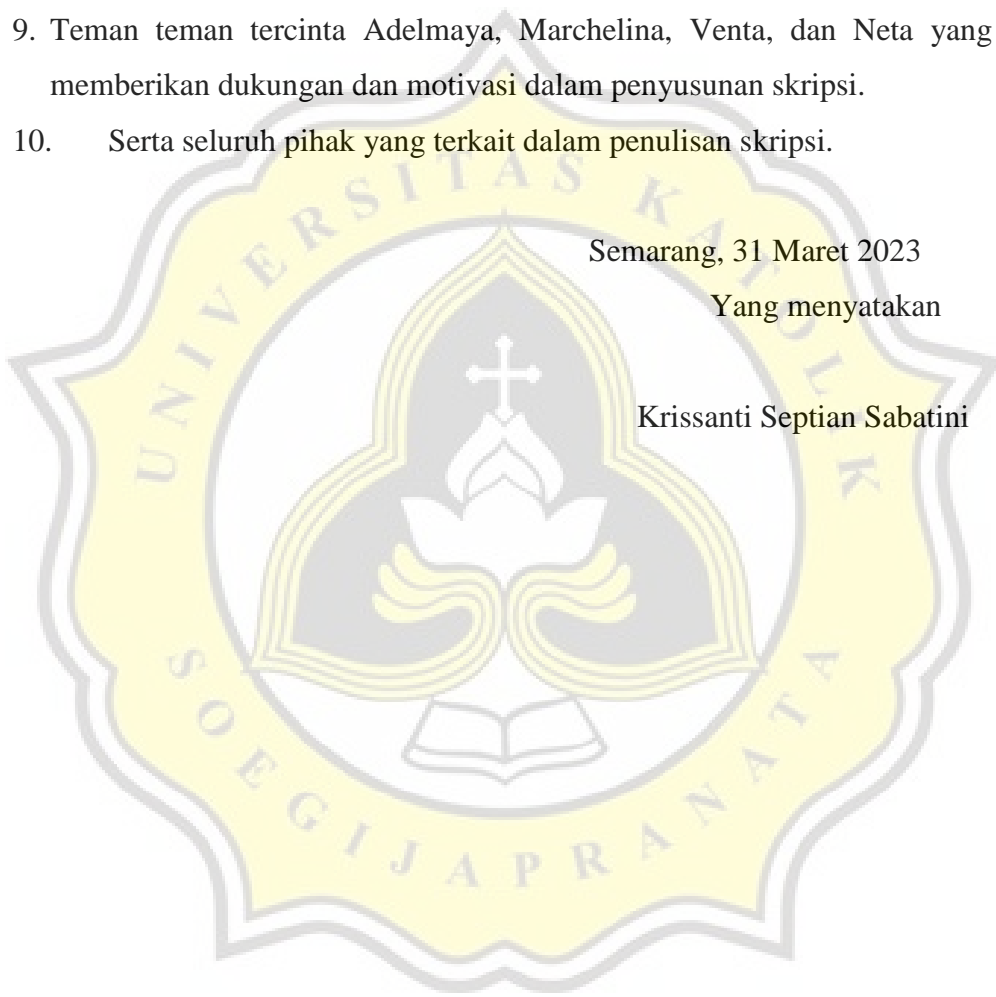 9. Teman teman tercinta Adelmaya, Marchelina, Venta, dan Neta yang
memberikan dukungan dan motivasi dalam penyusunan skripsi.
10. Serta seluruh pihak yang terkait dalam penulisan skripsi.
Semarang, 31 Maret 2023
Yang menyatakan
Krissanti Septian Sabatini
UNIVERSITAS KATOLIK
SOEGIJAPRANATA